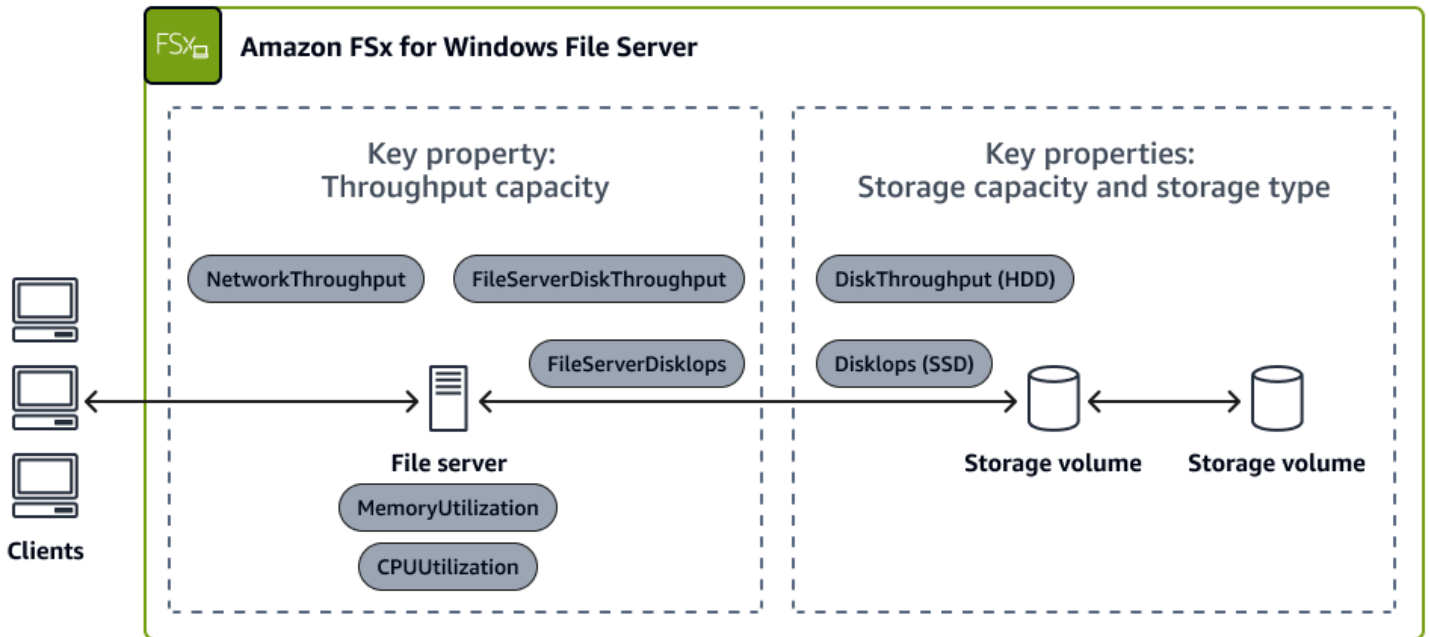 FSx
Amazon FSx for Windows File Server
Key property:
Throughput capacity
NetworkThroughput
FileServerDiskThroughput
FileServerDiskIops
File server
MemoryUtilization
CPUUtilization
Key properties:
Storage capacity and storage type
DiskThroughput (HDD)
DiskIops (SSD)
Storage volume
Storage volume
Clients